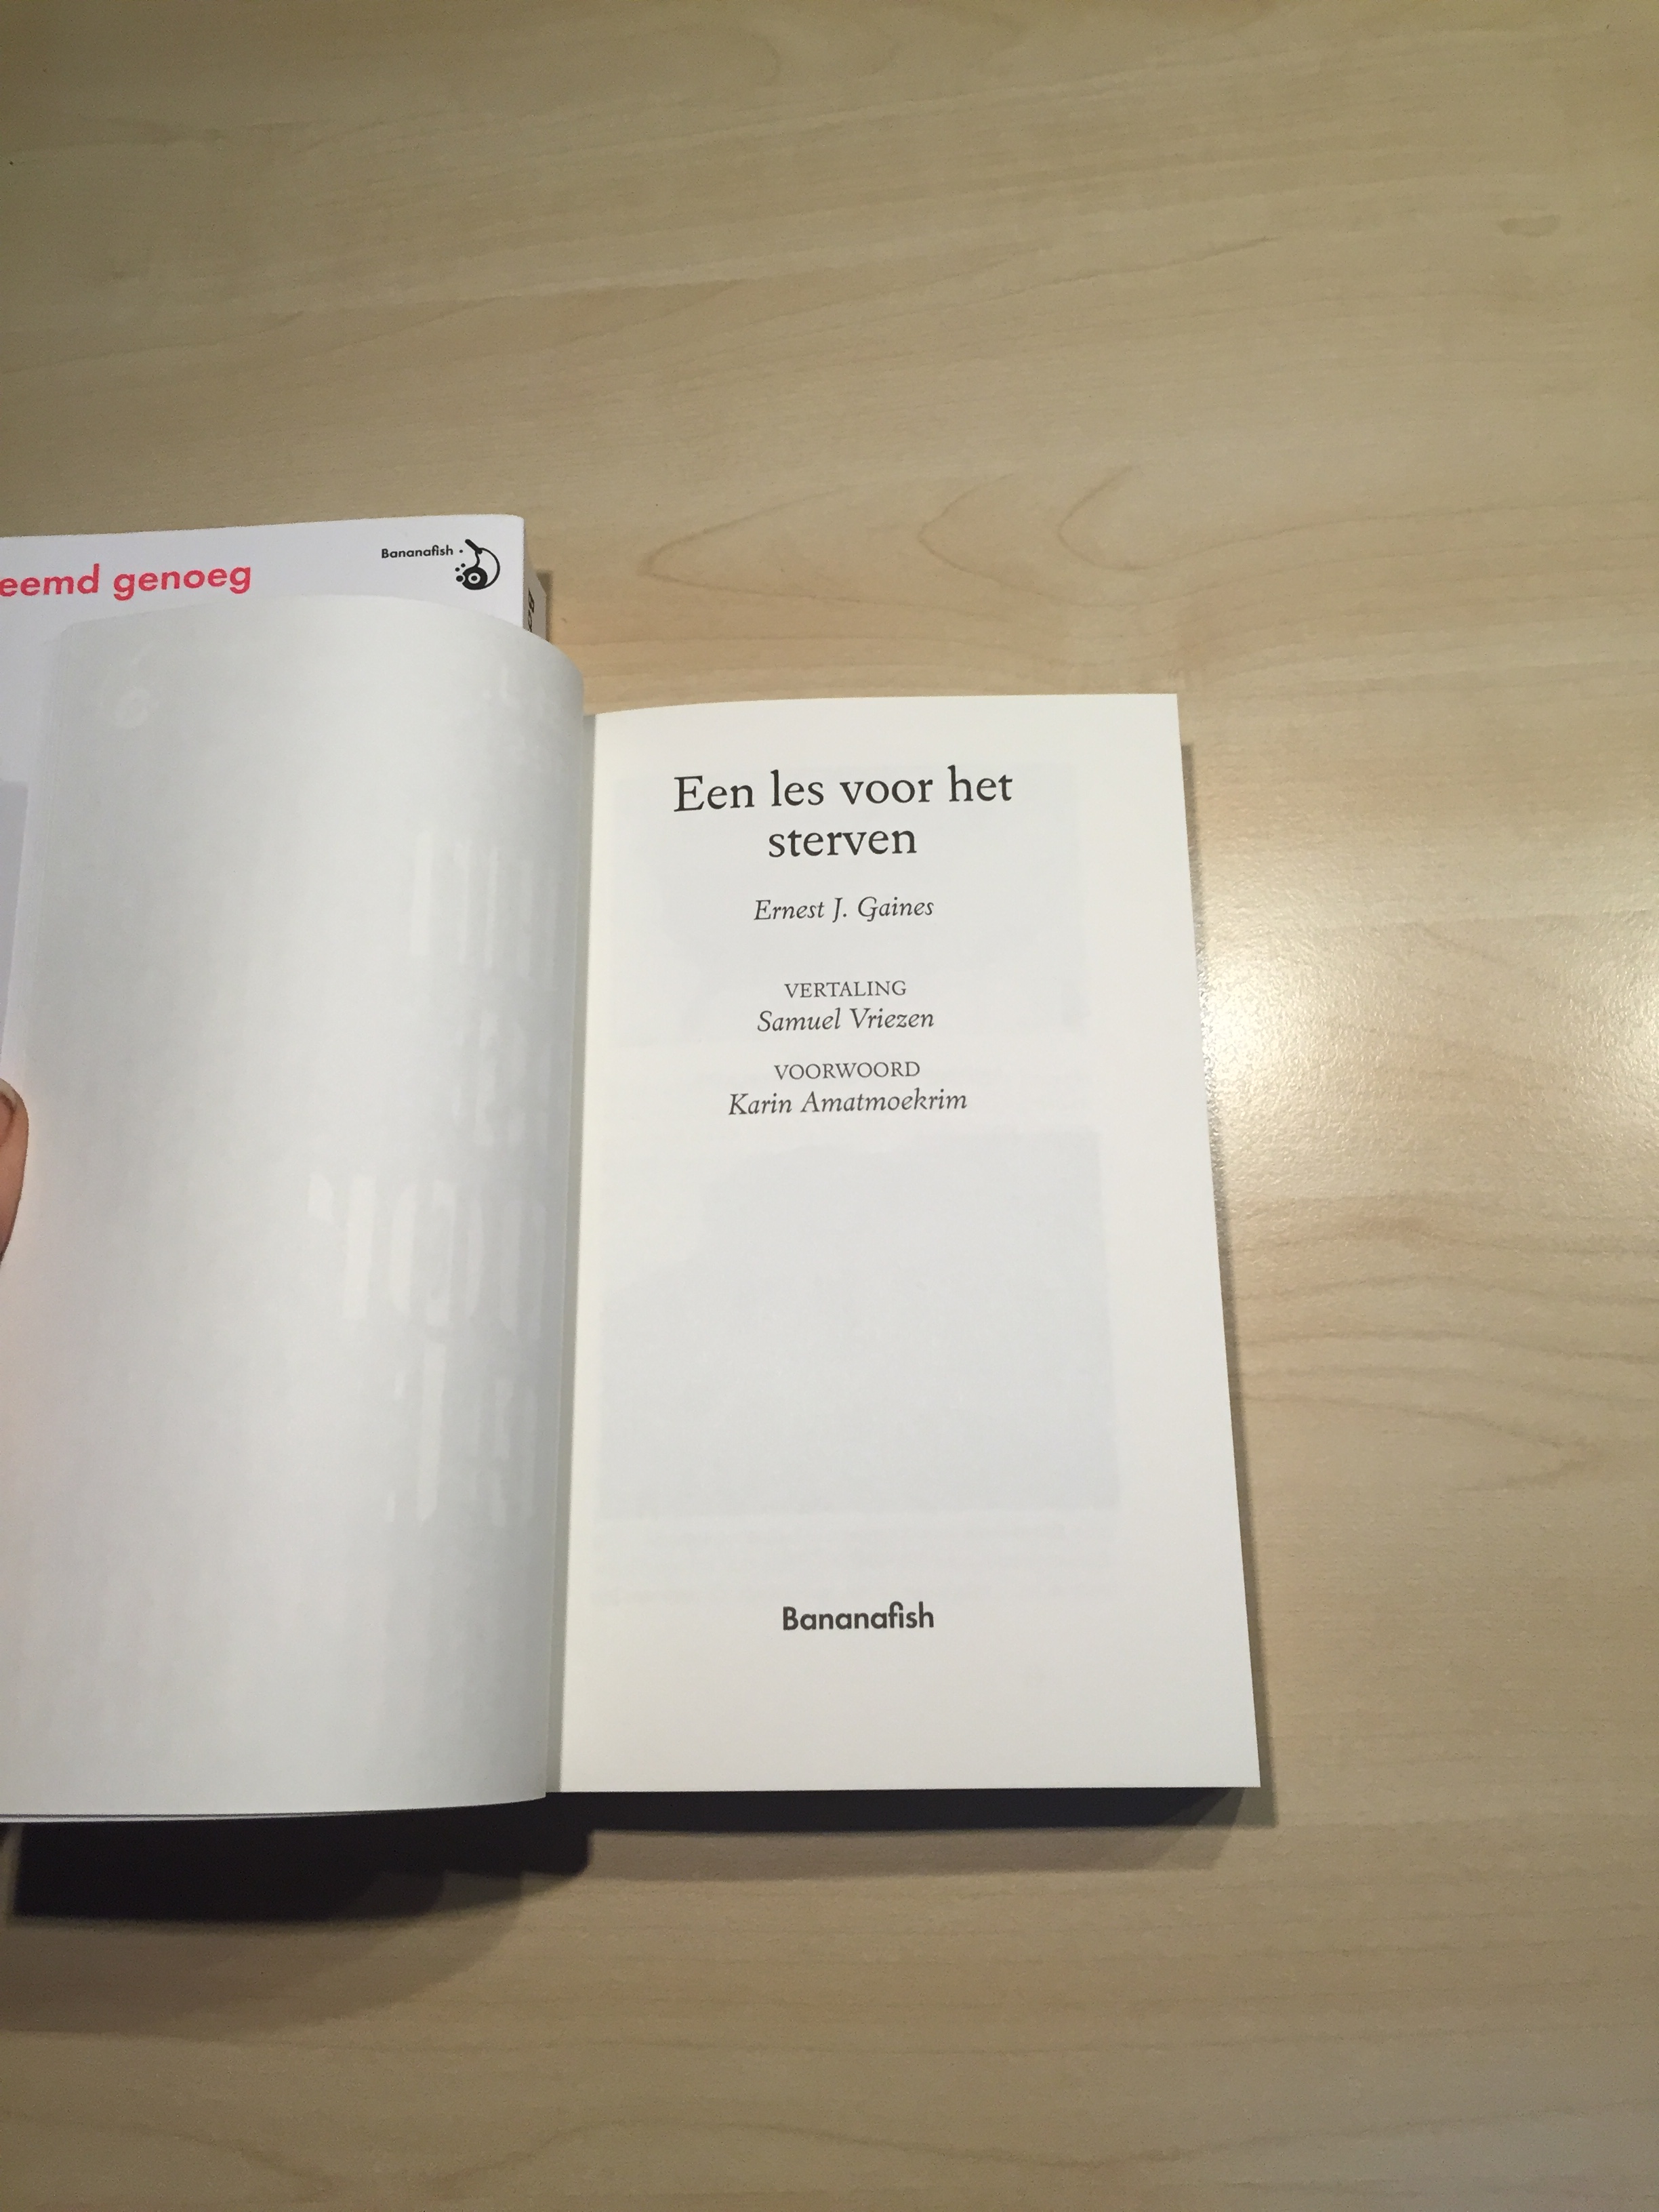 eemd genoeg
Bananafish
Een les voor het
sterven
Ernest J. Gaines
VERTALING
Samuel Vriezen
VOORWOORD
Karin Amatmoekrim
Bananafish